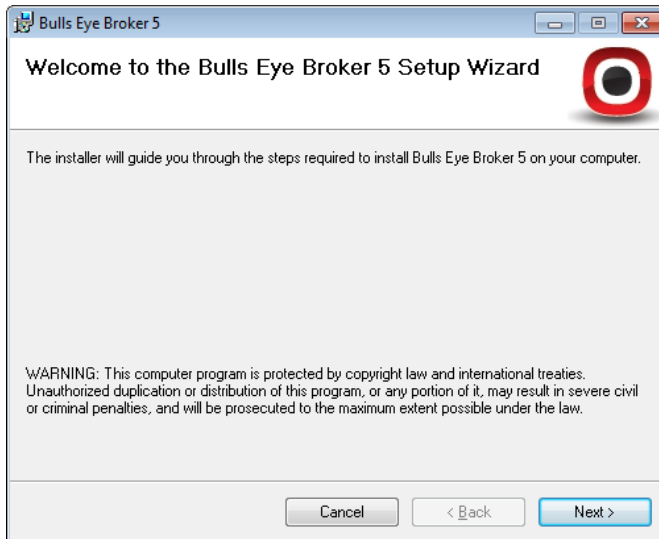 Bulls Eye Broker 5
Welcome to the Bulls Eye Broker 5 Setup Wizard
The installer will guide you through the steps required to install Bulls Eye Broker 5 on your computer.
WARNING: This computer program is protected by copyright law and international treaties.
Unauthorized duplication or distribution of this program, or any portion of it, may result in severe civil
or criminal penalties, and will be prosecuted to the maximum extent possible under the law.
Cancel
< Back
Next >